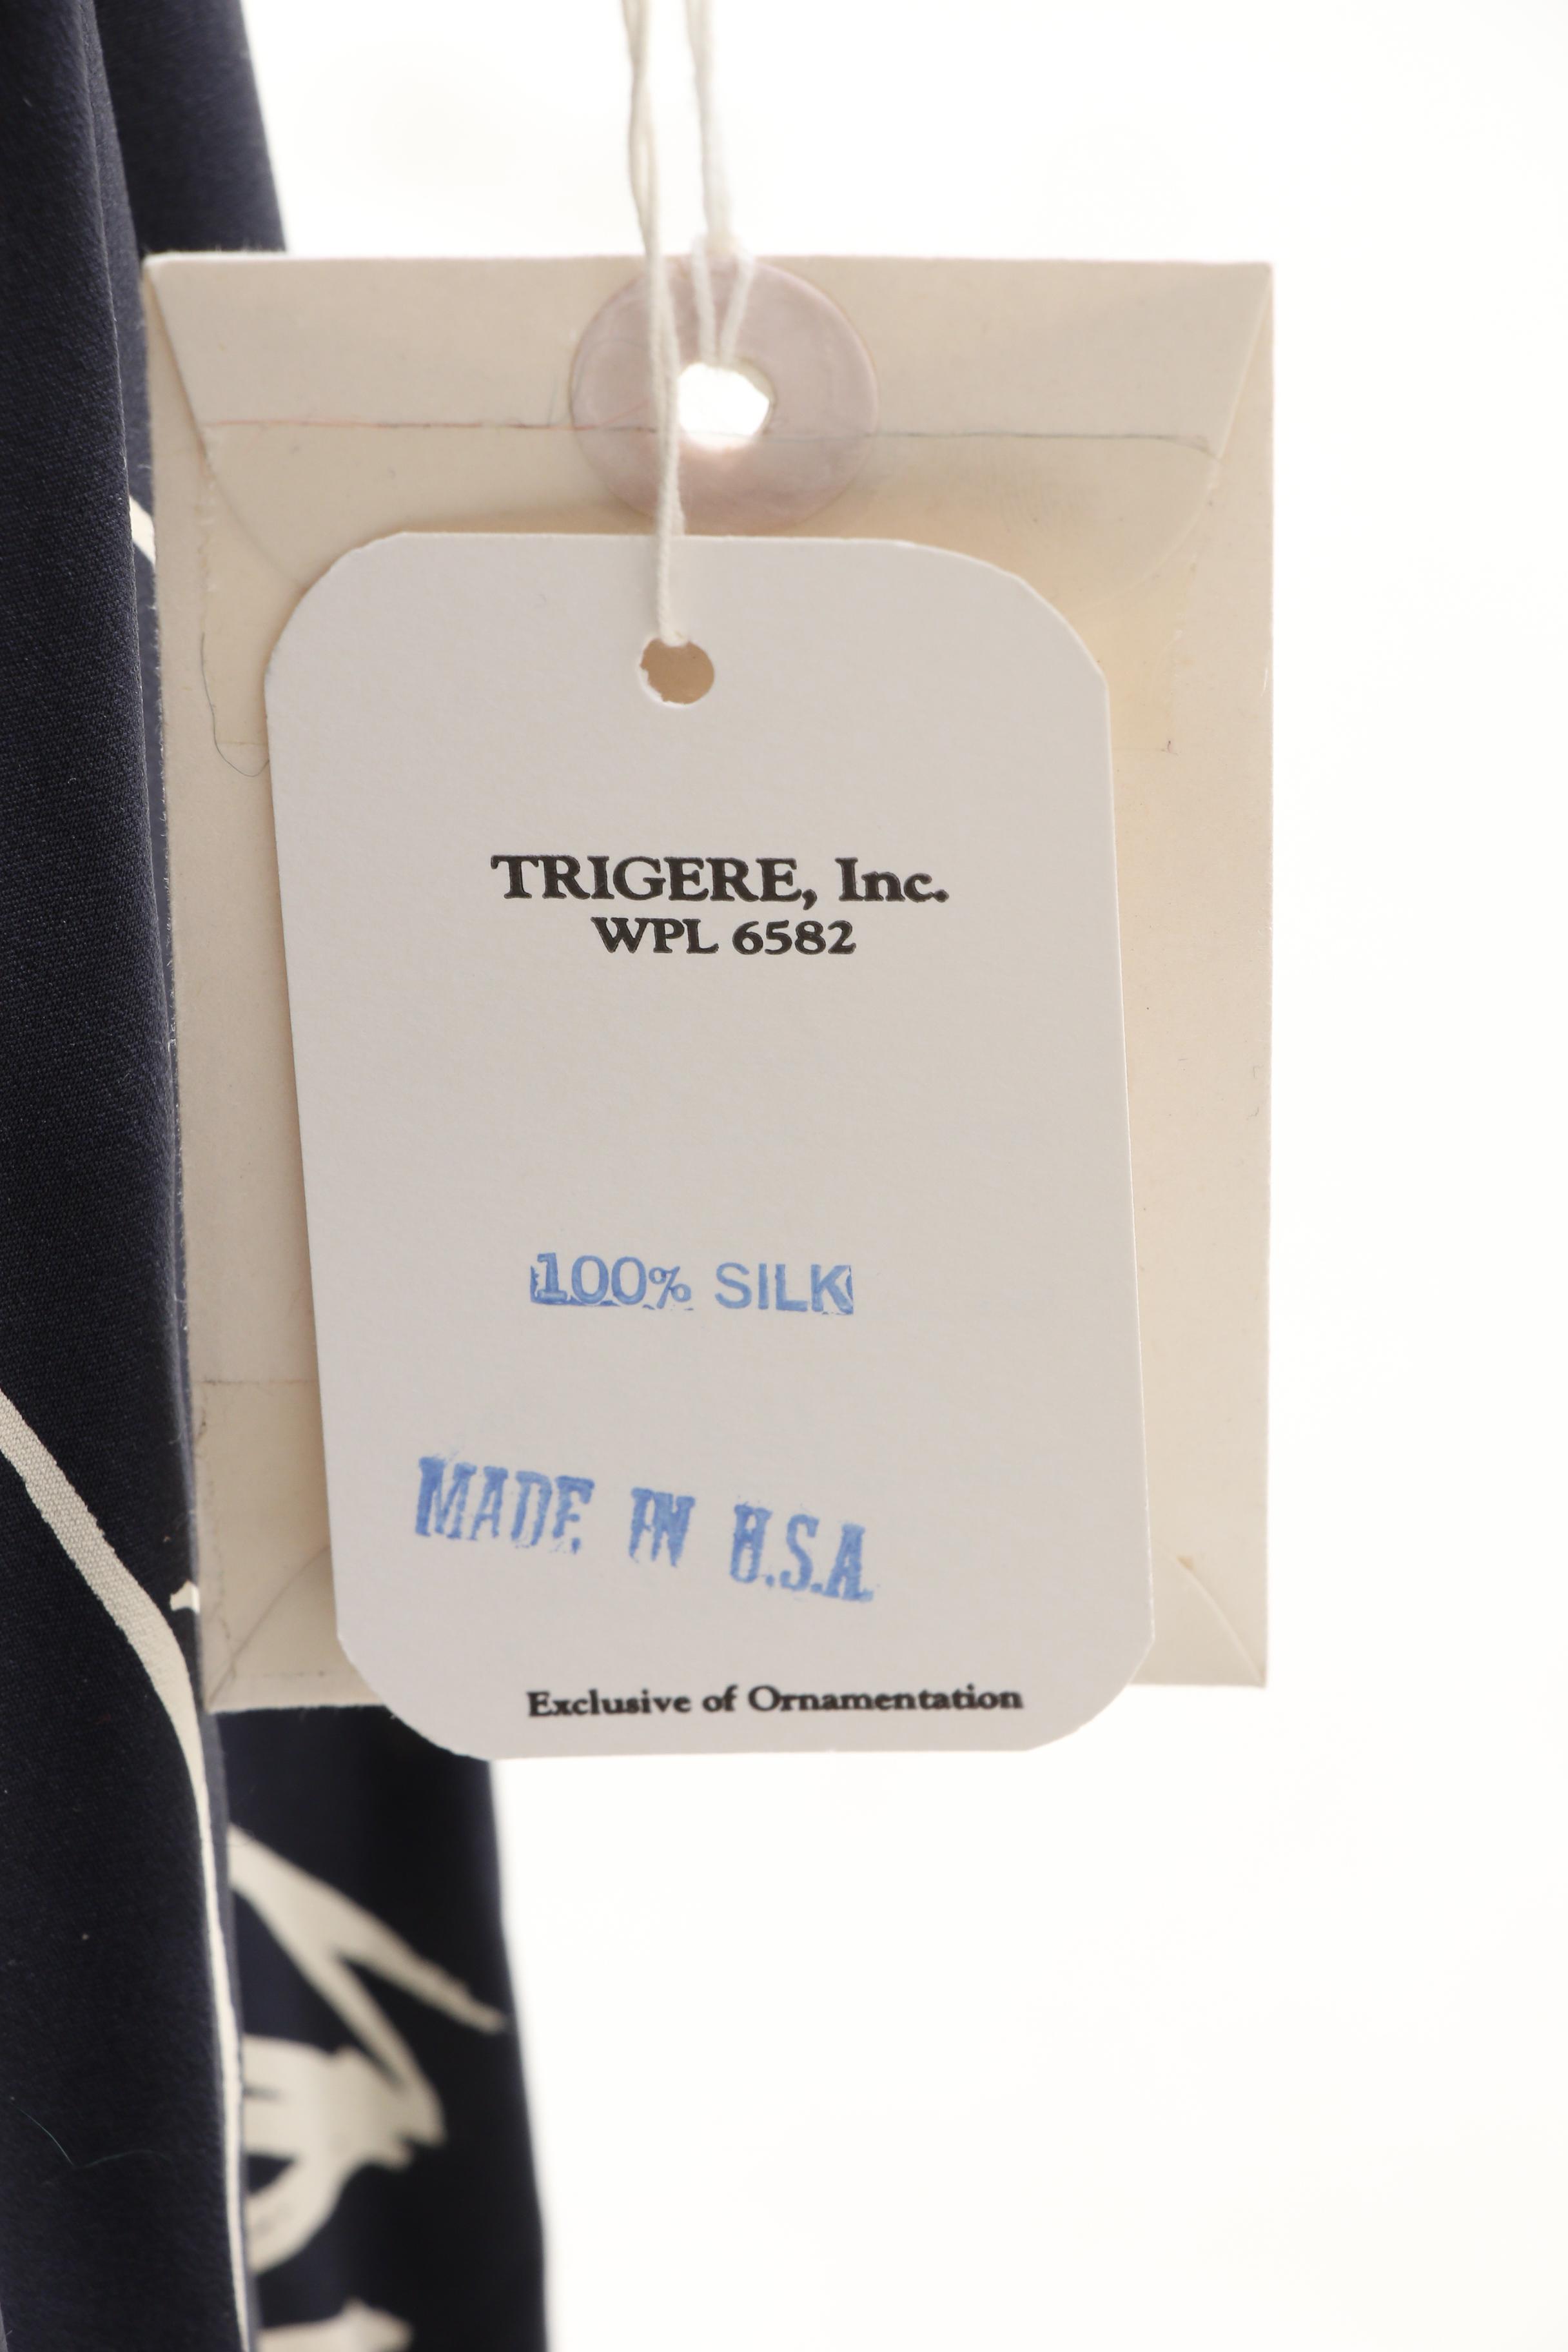 TRIGERE, Inc.
WPL 6582
100% SILK
MADE IN U.S.A.
Exclusive of Ornamentation